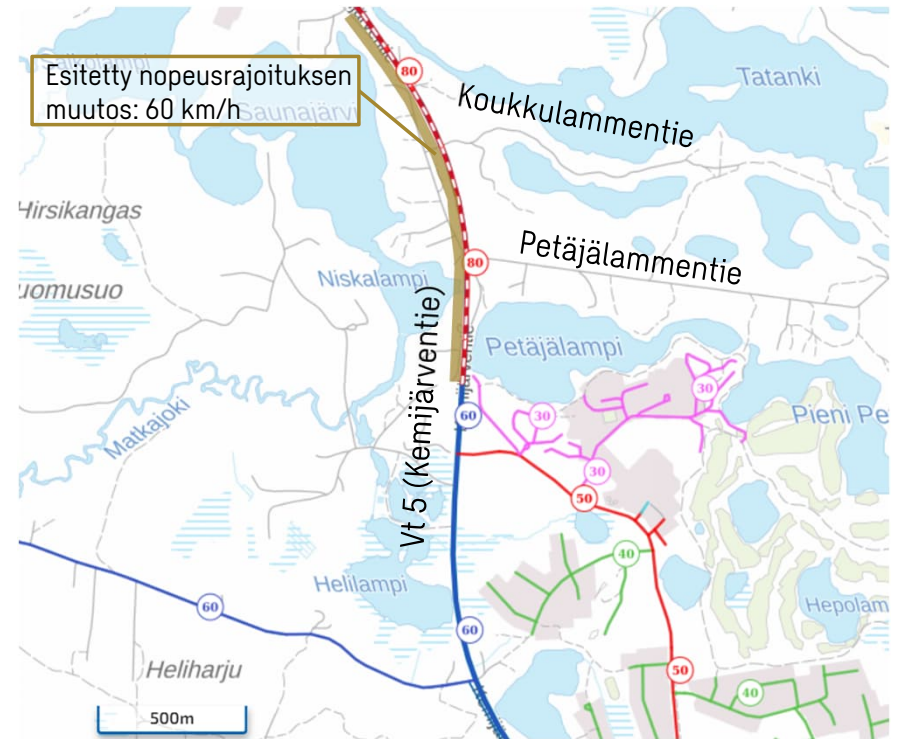 Esitetty nopeusrajoituksen
muutos: 60 km/h
Saunajärvi
80
Koukkulammentie
Tatanki
Hirsikangas
80
Petäjälammentie
Niskalampi
Vt 5 (Kemijärventie)
Petäjälampi
30
60
30
Matkajoki
Pieni Pe
30
50
40
Helilampi
60
Hepolam
60
Heliharju
50
40
500m